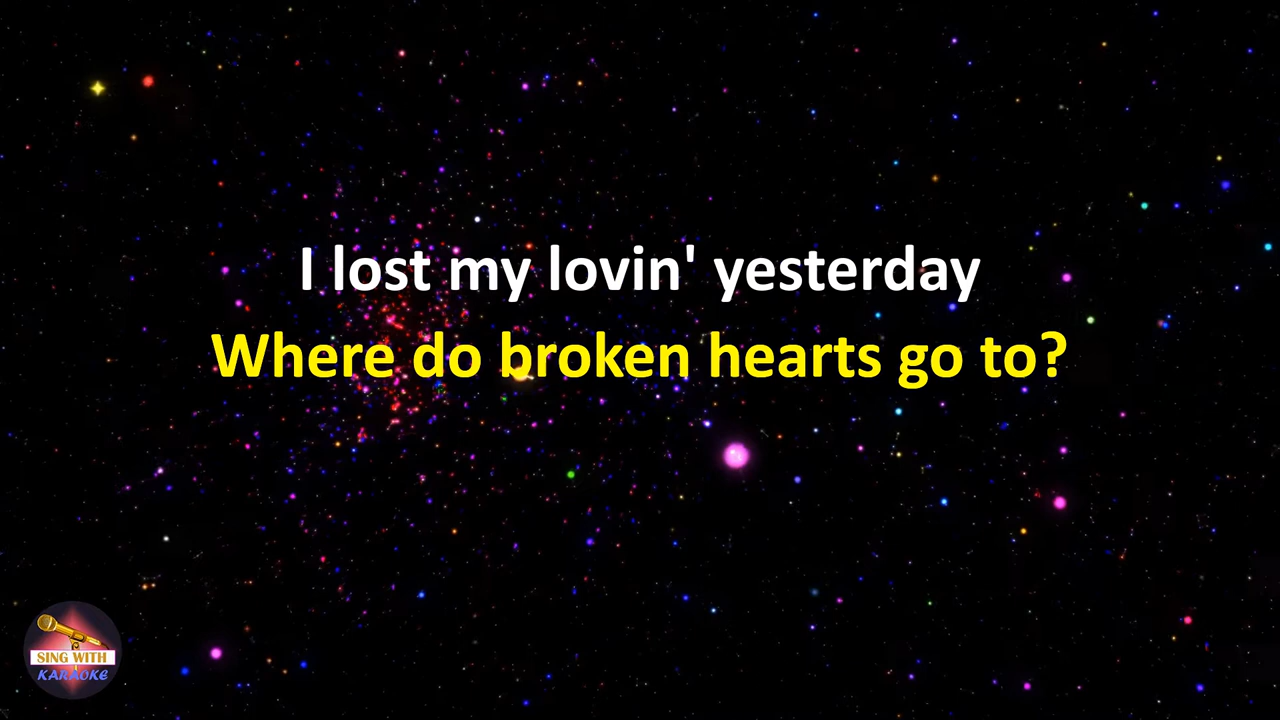 I lost my lovin' yesterday
Where do broken hearts go to?
SING WITH
KARAOKE